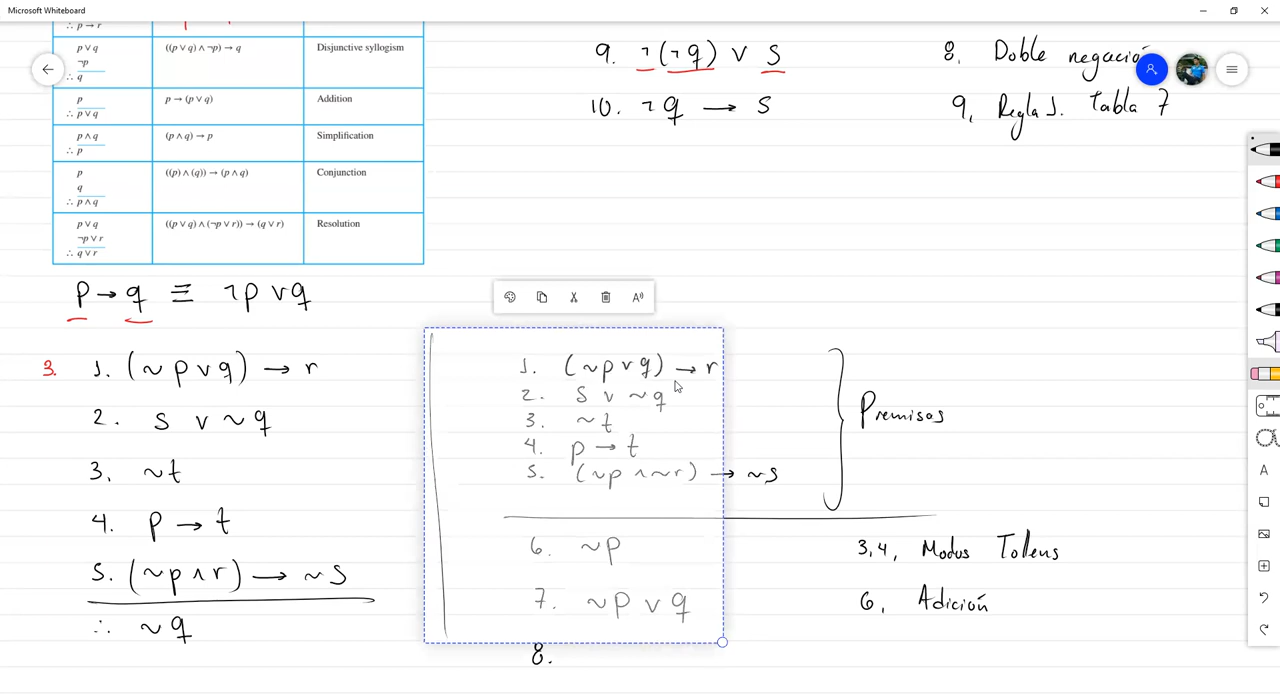 Microsoft Whiteboard
∴ p → r
p ∨ q
¬p
∴ q
((p ∨ q) ∧ ¬p) → q
Disjunctive syllogism
p
∴ p ∨ q
p → (p ∨ q)
Addition
p ∧ q
∴ p
(p ∧ q) → p
Simplification
p
q
∴ p ∧ q
((p) ∧ (q)) → (p ∧ q)
Conjunction
p ∨ q
¬p ∨ r
∴ q ∨ r
((p ∨ q) ∧ (¬p ∨ r)) → (q ∨ r)
Resolution
9. ¬(¬q) ∨ s 8, Doble negación
10. ¬q → s 9, Regla 1. Tabla 7
p → q ≡ ¬p ∨ q
3. 1. (~p ∨ q) → r
2. s ∨ ~q
3. ~t
4. p → t
5. (~p ∧ r) → ~s
∴ ~q
1. (~p ∨ q) → r
2. s ∨ ~q
3. ~t
4. p → t
5. (~p ∧ ~r) → ~s
Premisas
6. ~p 3,4, Modus Tollens
7. ~p ∨ q 6, Adición
8.